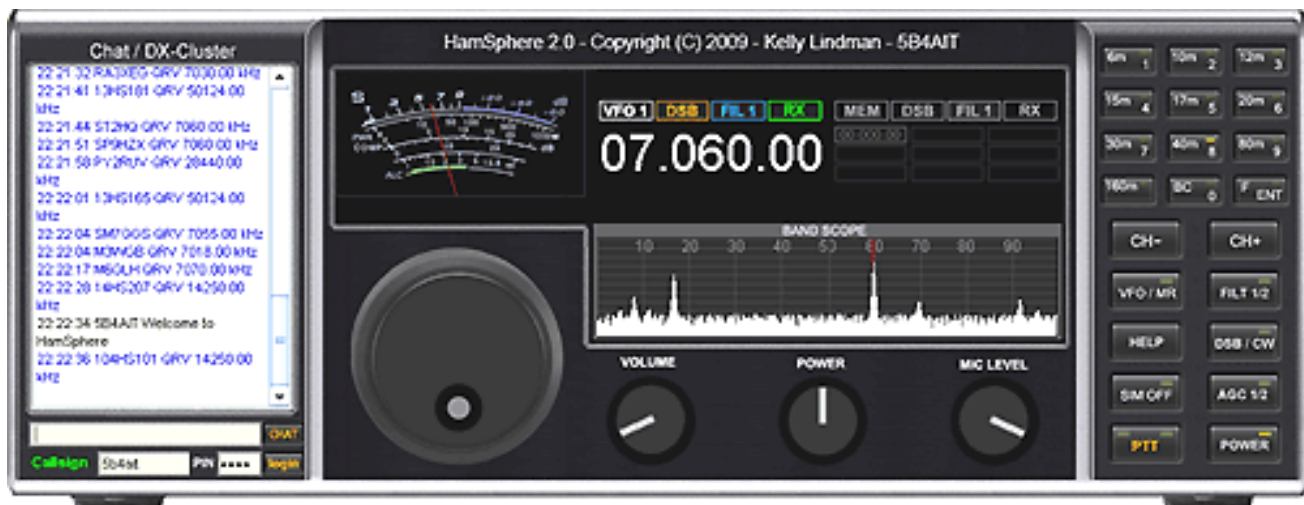 HamSphere 2.0 - Copyright (C) 2009 - Kelly Lindman - 5B4AIT
Chat / DX-Cluster
22:21:32 RA3XEG QRV 7030.00 kHz
22:21:41 13HS181 QRV 50124.00
kHz
22:21:44 ST2HQ QRV 7060.00 kHz
22:21:51 SP9HZX QRV 7060.00 kHz
22:21:58 PY2RUV QRV 28440.00
kHz
22:22:01 13HS165 QRV 50124.00
kHz
22:22:04 SM7GGS QRV 7055.00 kHz
22:22:04 M3WGB QRV 7018.00 kHz
22:22:17 M6GLH QRV 7070.00 kHz
22:22:28 14HS207 QRV 14250.00
kHz
22:22:34 5B4AIT Welcome to
HamSphere
22:22:36 104HS101 QRV 14250.00
kHz
CHAT
Callsign 5b4ait PIN •••• login
S
PWR
COMP
ALC
VFO 1 DSB FIL 1 RX MEM DSB FIL 1 RX
07.060.00 00:000:00
BAND SCOPE
10 20 30 40 50 60 70 80 90
VOLUME POWER MIC LEVEL
6m 1 10m 2 12m 3
15m 4 17m 5 20m 6
30m 7 40m 8 80m 9
160m BC 0 F ENT
CH- CH+
VFO / MR FILT 1/2
HELP DSB / CW
SIM OFF AGC 1/2
PTT POWER